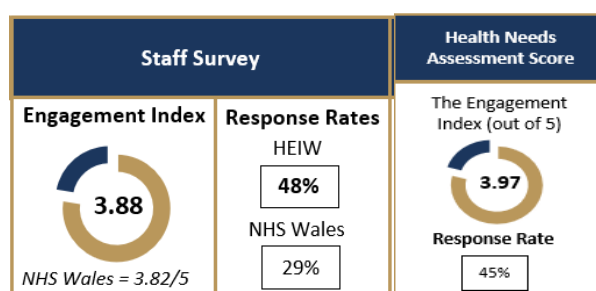 Staff Survey
Engagement Index
3.88
NHS Wales = 3.82/5
Response Rates
HEIW
48%
NHS Wales
29%
Health Needs
Assessment Score
The Engagement
Index (out of 5)
3.97
Response Rate
45%